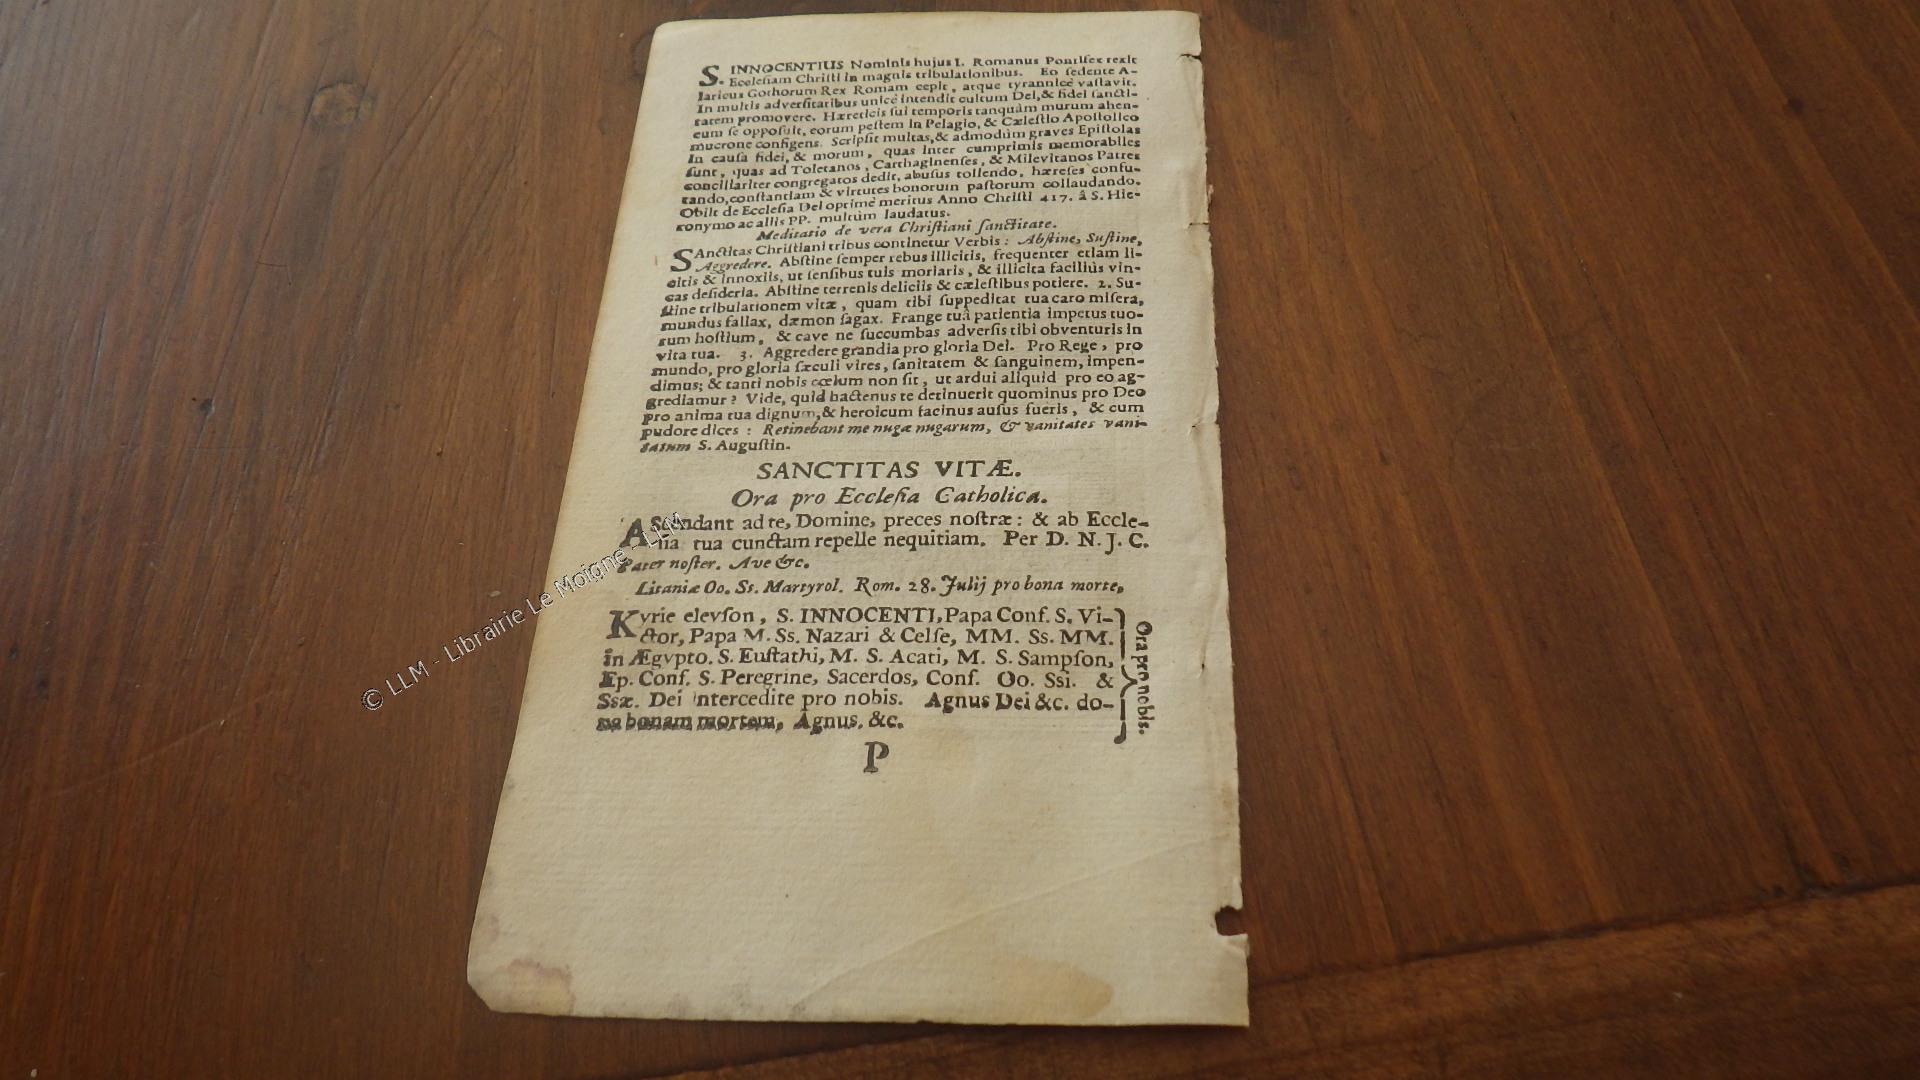 S. INNOCENTIUS Nominis hujus I. Romanus Pontifex rexit
Ecclesiam Christi in magnis tribulationibus. Eo sedente A-
laricus Gothorum Rex Romam cepit, atque tyrannicè vastavit.
In multis adversitatibus unicè intendit cultum Dei, & fidei sancti-
tatem promovere. Hæreticis sui temporis tanquàm murum ahen-
eum se opposuit, eorum pestem in Pelagio, & Cælestio Apostolico
mucrone configens. Scripsit multas, & admodùm graves Epistolas
in causa fidei, & morum, quas inter cumprimis memorabiles
sunt, quas ad Toletanos, Carthaginenses, & Milevitanos Patres
conciliariter congregatos dedit, abusus tollendo, hæreses confu-
tando, constantiam & virtutes bonorum pastorum collaudando.
Obiit de Ecclesia Dei optimè meritus Anno Christi 417. â S. Hie-
ronymo ac aliis PP. multùm laudatus.
Meditatio de vera Christiani sanctitate.
SAnctitas Christiani tribus continetur Verbis: Abstine, Sustine,
Aggredere. Abstine semper rebus illicitis, frequenter etiam li-
citis & innoxiis, ut sensibus tuis moriaris, & illicita faciliùs vin-
cas desideria. Abstine terrenis deliciis & cælestibus potiere. 2. Su-
stine tribulationem vitæ, quam tibi suppeditat tua caro misera,
mundus fallax, dæmon sagax. Frange tuâ patientia impetus tuo-
rum hostium, & cave ne succumbas adversis tibi obventuris in
vita tua. 3. Aggredere grandia pro gloria Dei. Pro Rege, pro
mundo, pro gloria sæculi vires, sanitatem & sanguinem, impen-
dimus; & tanti nobis cœlum non sit, ut ardui aliquid pro eo ag-
grediamur? Vide, quid hactenus te detinuerit quominus pro Deo
pro anima tua dignum, & heroicum facinus ausus fueris, & cum
pudore dices: Retinebant me nugæ nugarum, & vanitates vani-
tatum S. Augustin.
SANCTITAS VITÆ.
Ora pro Ecclesia Catholica.
AScendant ad te, Domine, preces nostræ: & ab Eccle-
sia tua cunctam repelle nequitiam. Per D. N. J. C.
Pater noster. Ave &c.
Litaniæ Oo. Ss. Martyrol. Rom. 28. Julij pro bona morte,
Kyrie eleyson, S. INNOCENTI, Papa Conf. S. Vi-
ctor, Papa M. Ss. Nazari & Celse, MM. Ss. MM.
in Ægypto. S. Eustathi, M. S. Acati, M. S. Sampson,
Ep. Conf. S. Peregrine, Sacerdos, Conf. Oo. Ssi. &
Ssæ. Dei intercedite pro nobis. Agnus Dei &c. do-
na bonam mortem, Agnus. &c.
Ora pro nobis.
P
© LLM - Librairie Le Moigne - LLM